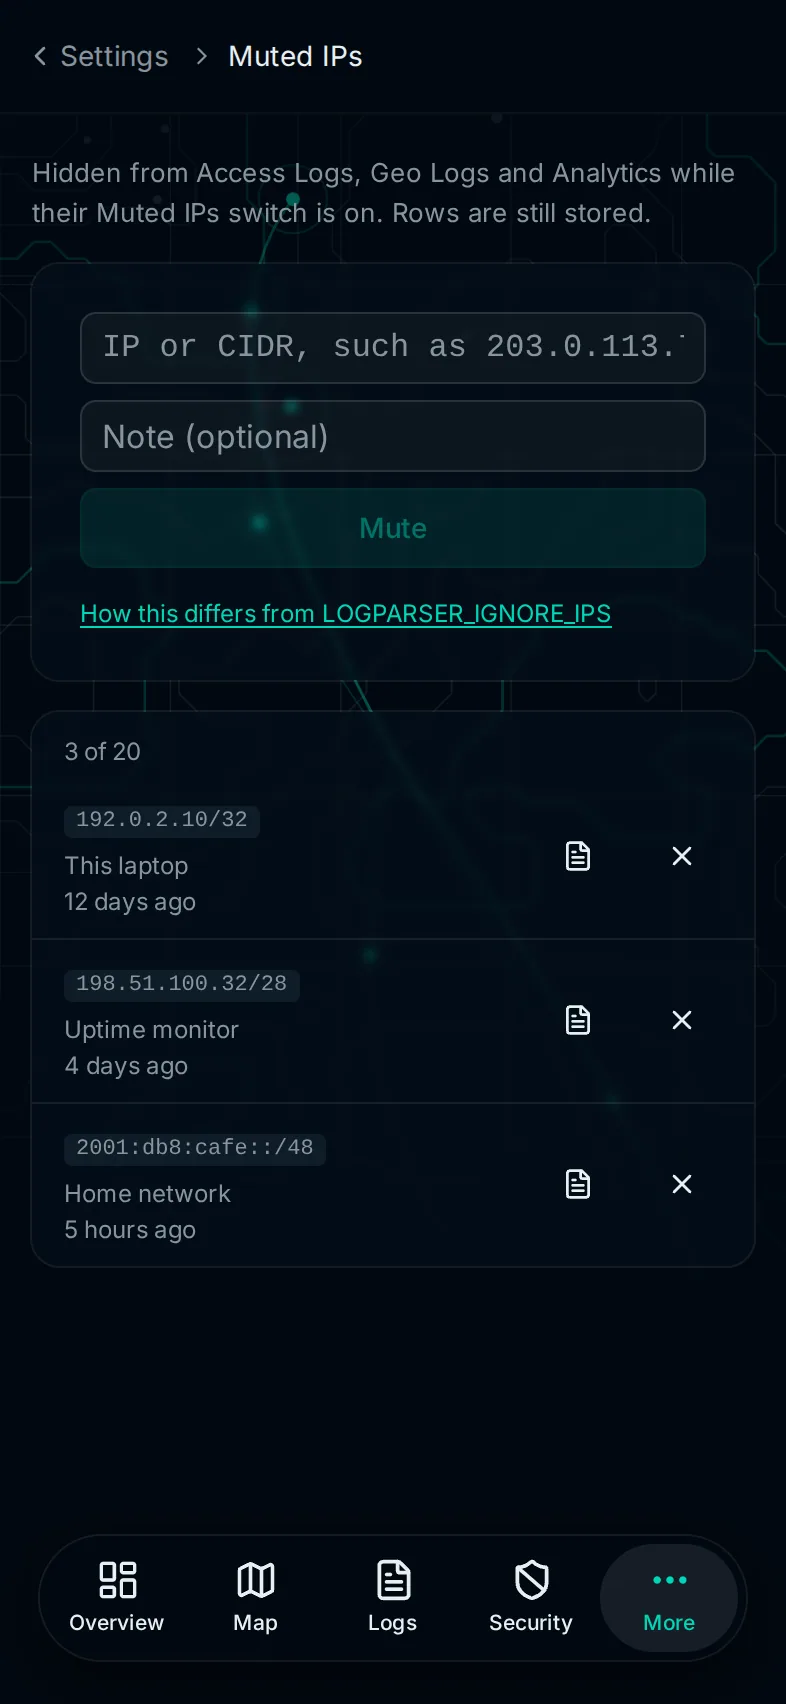 Settings > Muted IPs
Hidden from Access Logs, Geo Logs and Analytics while
their Muted IPs switch is on. Rows are still stored.
IP or CIDR, such as 203.0.113.
Note (optional)
Mute
How this differs from LOGPARSER_IGNORE_IPS
3 of 20
192.0.2.10/32
This laptop
12 days ago
198.51.100.32/28
Uptime monitor
4 days ago
2001:db8:cafe::/48
Home network
5 hours ago
Overview Map Logs Security More